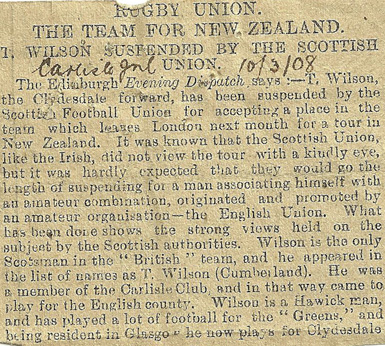 RUGBY UNION.
THE TEAM FOR NEW ZEALAND.
T. WILSON SUSPENDED BY THE SCOTTISH
UNION.
Carlisle Jnl 10/3/08
The Edinburgh Evening Dispatch says :—T. Wilson,
the Clydesdale forward, has been suspended by the
Scottish Football Union for accepting a place in the
team which leaves London next month for a tour in
New Zealand. It was known that the Scottish Union,
like the Irish, did not view the tour with a kindly eye,
but it was hardly expected that they would go the
length of suspending for a man associating himself with
an amateur combination, originated and promoted by
an amateur organisation—the English Union. What
has been done shows the strong views held on the
subject by the Scottish authorities. Wilson is the only
Scotsman in the "British" team, and he appeared in
the list of names as T. Wilson (Cumberland). He was
a member of the Carlisle Club, and in that way came to
play for the English county. Wilson is a Hawick man,
and has played a lot of football for the "Greens," and
being resident in Glasgow he now plays for Clydesdale